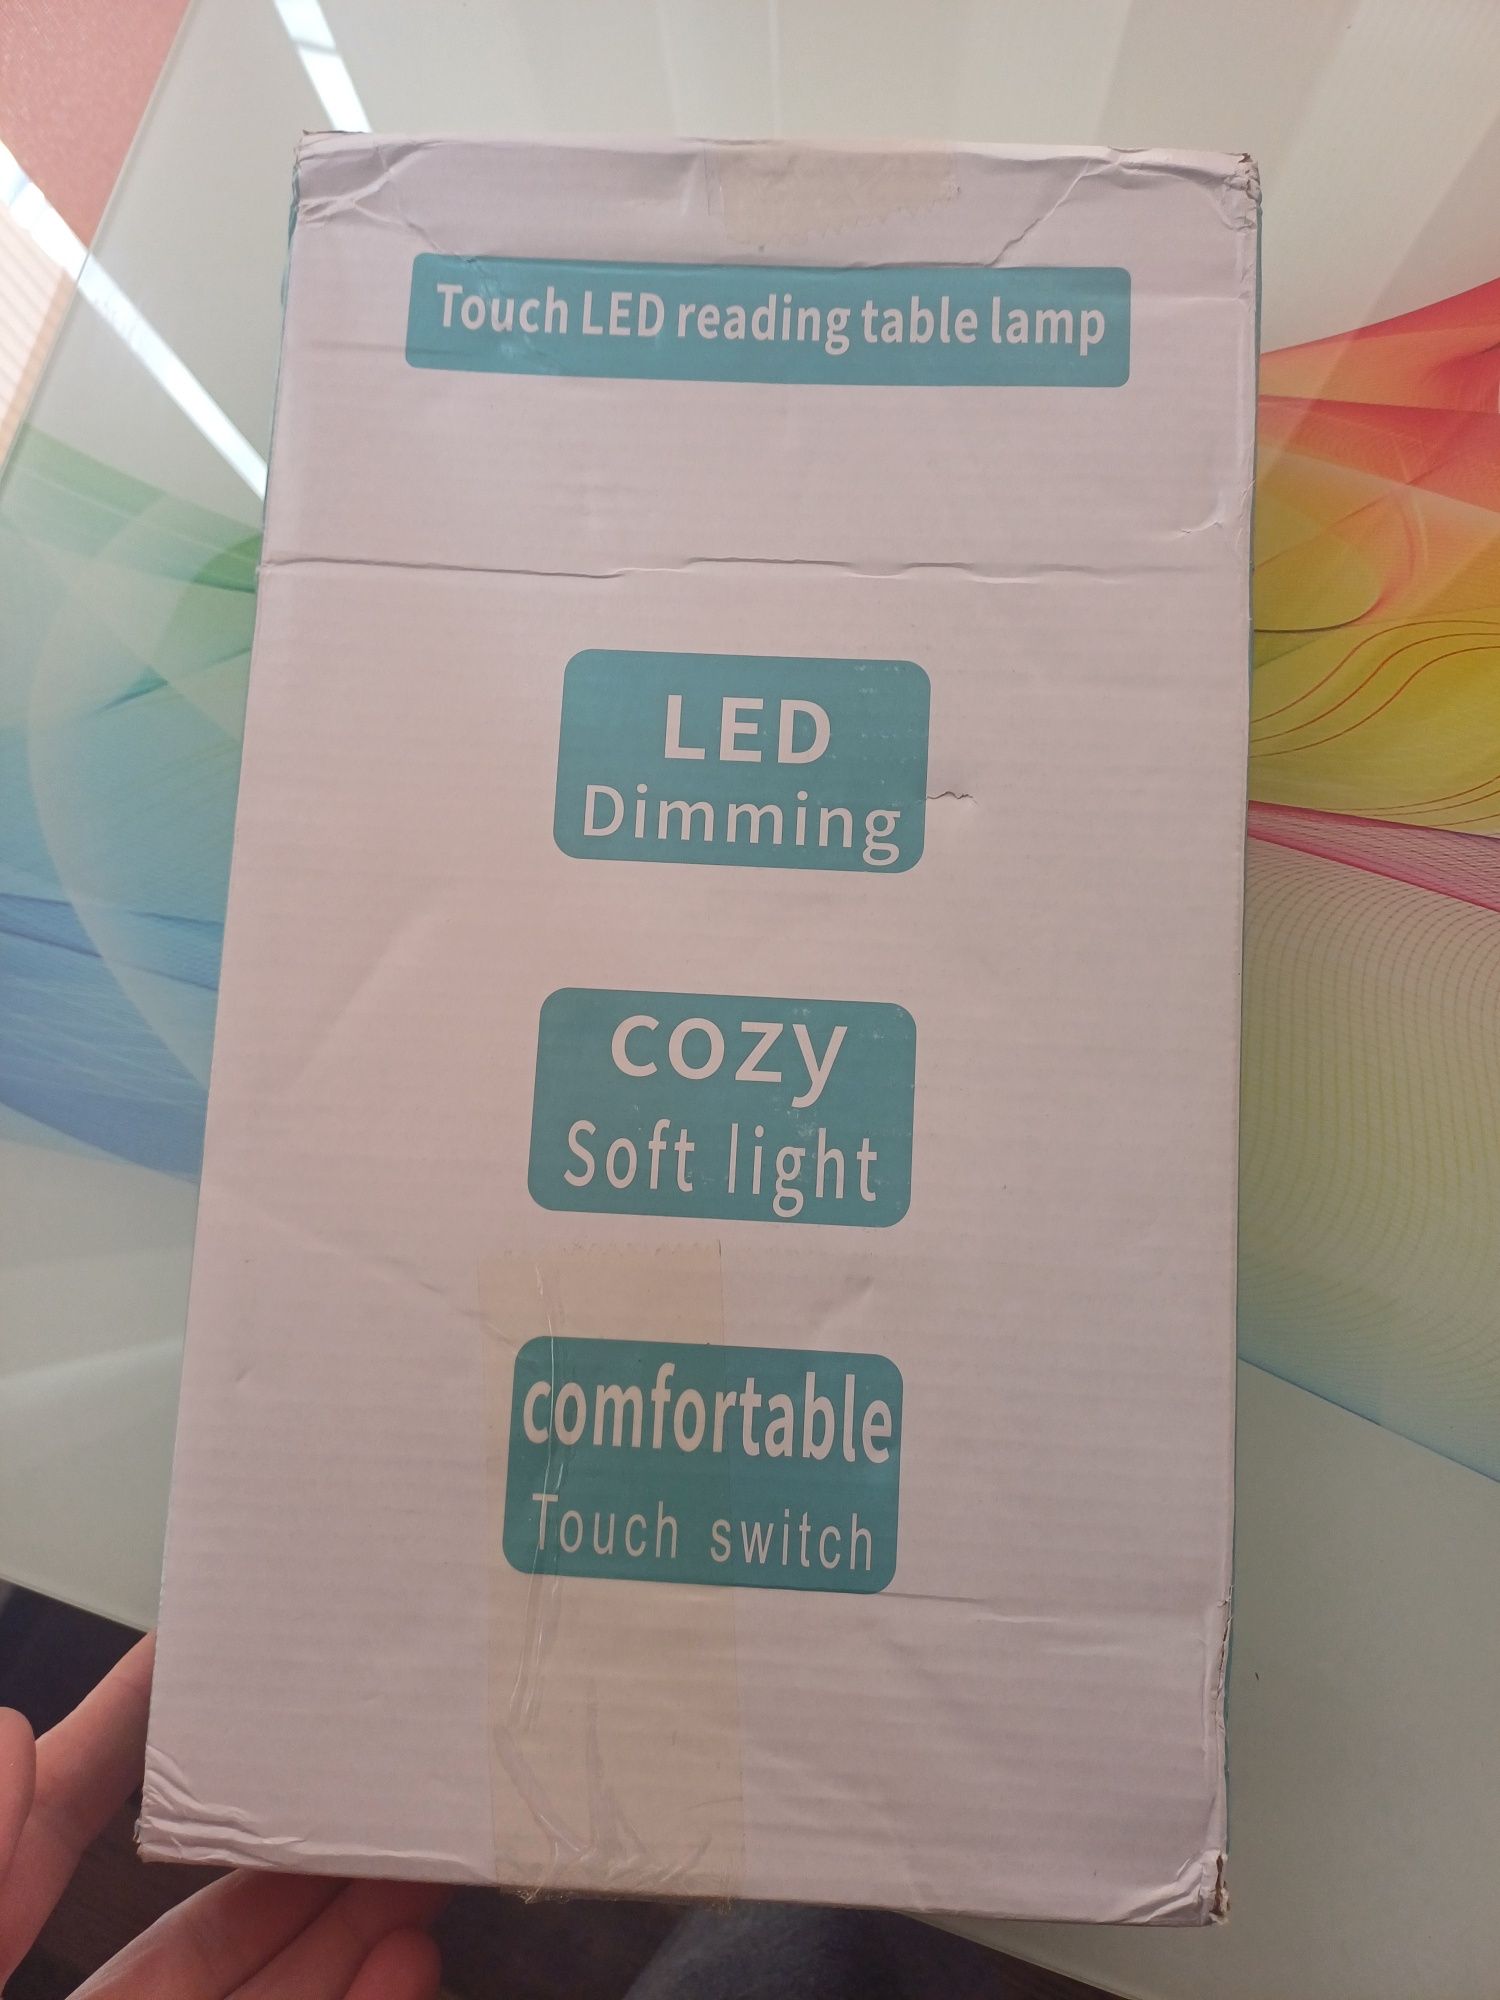 Touch LED reading table lamp
LED
Dimming
cozy
Soft light
comfortable
Touch switch